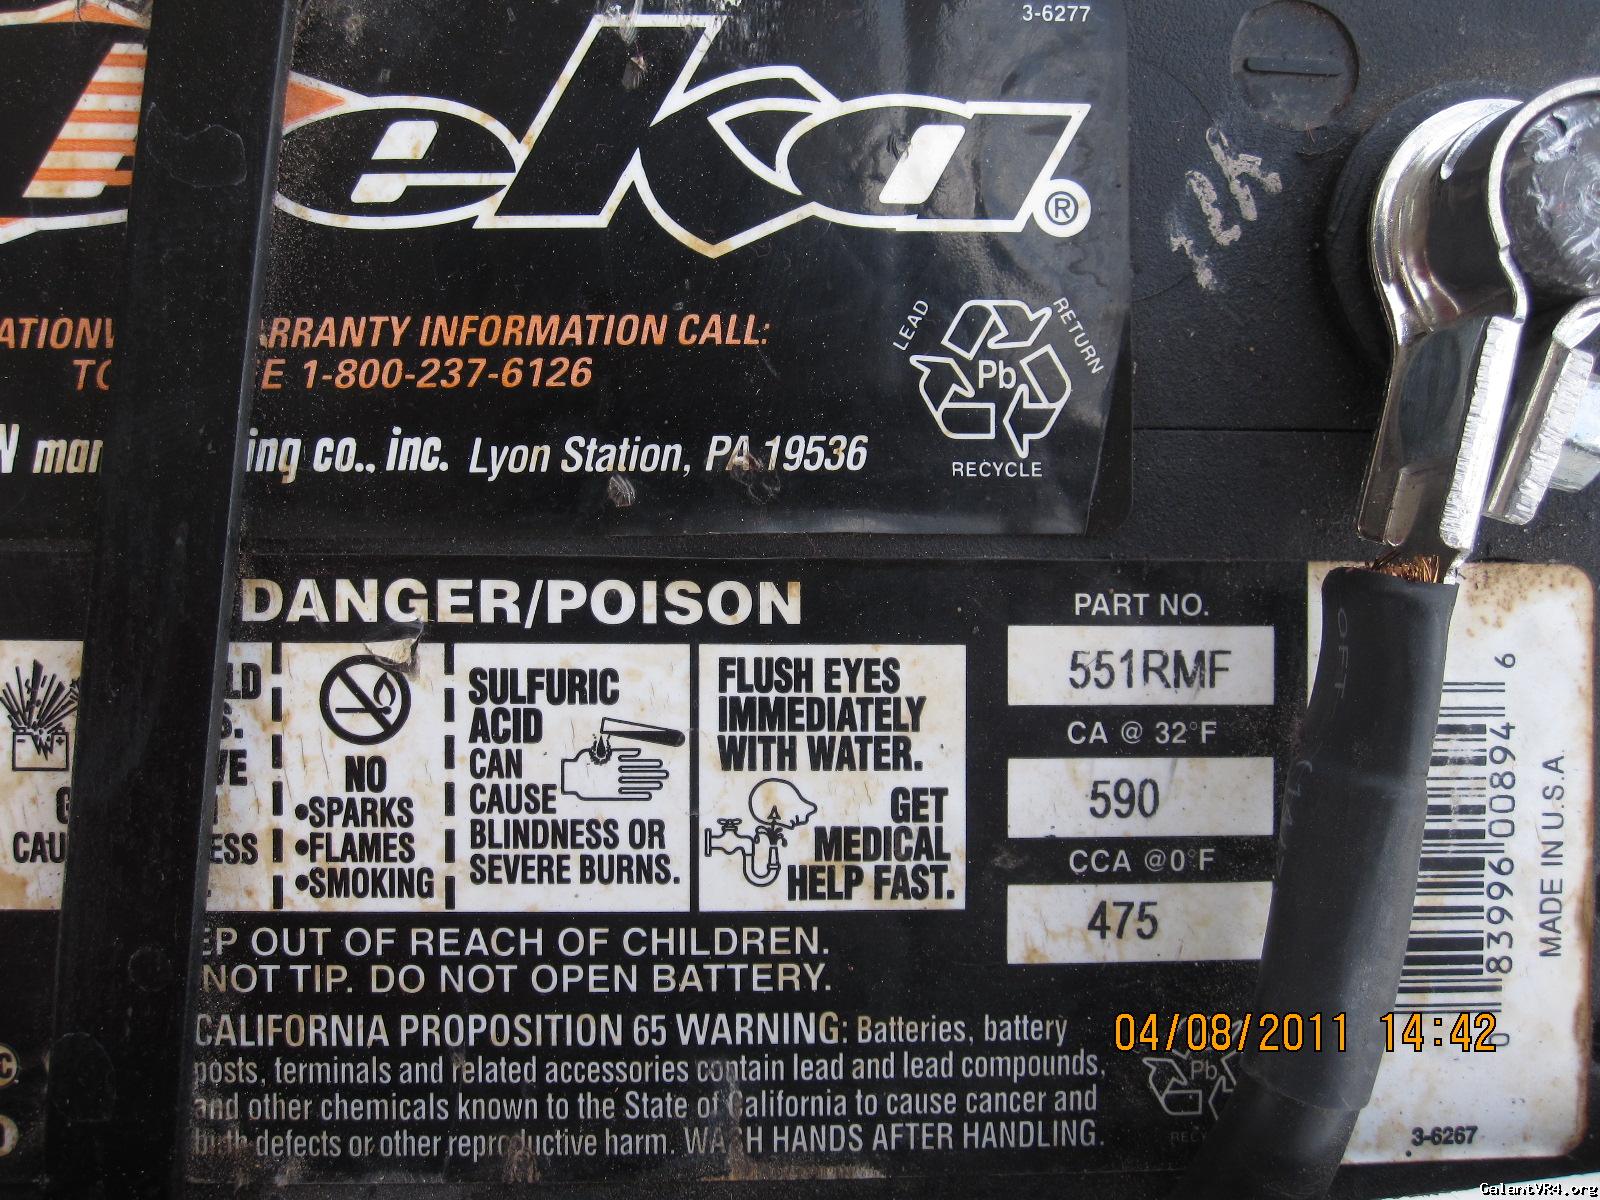 3-6277
eka®
ARRANTY INFORMATION CALL:
E 1-800-237-6126
co., inc. Lyon Station, PA 19536
LEAD
RETURN
Pb
RECYCLE
DANGER/POISON
NO
•SPARKS
•FLAMES
•SMOKING
SULFURIC
ACID
CAN
CAUSE
BLINDNESS OR
SEVERE BURNS.
FLUSH EYES
IMMEDIATELY
WITH WATER.
GET
MEDICAL
HELP FAST.
PART NO.
551RMF
CA @ 32°F
590
CCA @0°F
475
OUT OF REACH OF CHILDREN.
NOT TIP. DO NOT OPEN BATTERY.
CALIFORNIA PROPOSITION 65 WARNING: Batteries, battery
posts, terminals and related accessories contain lead and lead compounds,
and other chemicals known to the State of California to cause cancer and
birth defects or other reproductive harm. WASH HANDS AFTER HANDLING.
Pb
0 83996 00894 6
MADE IN U.S.A.
3-6267
04/08/2011 14:42
GalantVR4.org